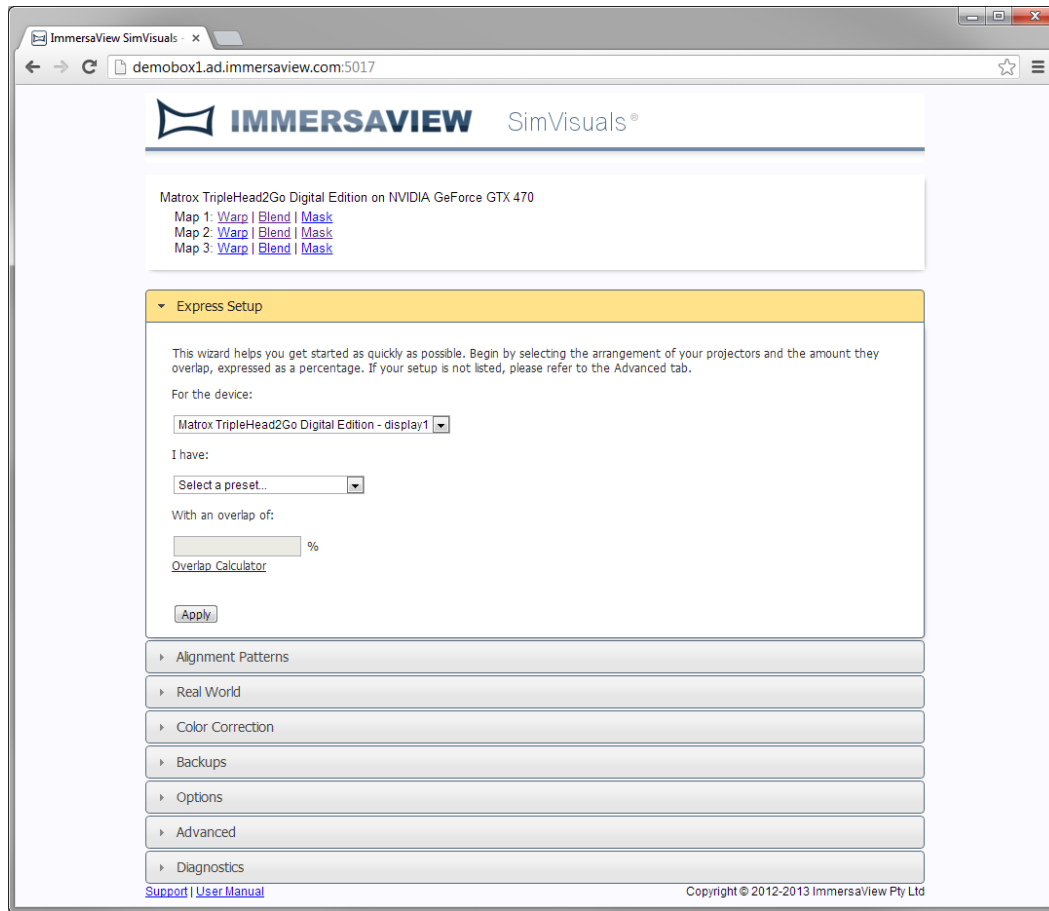 ImmersaView SimVisuals -
demobox1.ad.immersaview.com:5017
IMMERSAVIEW SimVisuals®
Matrox TripleHead2Go Digital Edition on NVIDIA GeForce GTX 470
Map 1: Warp | Blend | Mask
Map 2: Warp | Blend | Mask
Map 3: Warp | Blend | Mask
Express Setup
This wizard helps you get started as quickly as possible. Begin by selecting the arrangement of your projectors and the amount they
overlap, expressed as a percentage. If your setup is not listed, please refer to the Advanced tab.
For the device:
Matrox TripleHead2Go Digital Edition - display1
I have:
Select a preset...
With an overlap of:
%
Overlap Calculator
Apply
Alignment Patterns
Real World
Color Correction
Backups
Options
Advanced
Diagnostics
Support | User Manual Copyright © 2012-2013 ImmersaView Pty Ltd